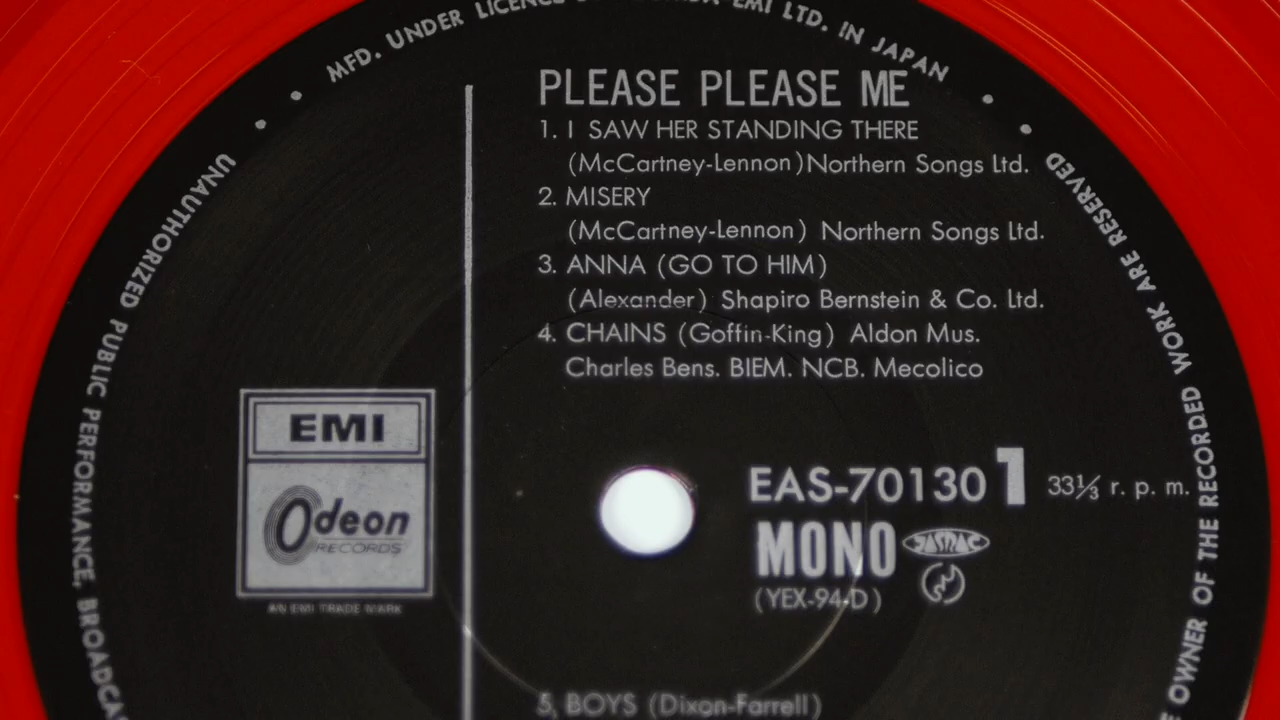 MFD. UNDER LICENCE EMI LTD. IN JAPAN
PLEASE PLEASE ME
1. I SAW HER STANDING THERE
(McCartney-Lennon) Northern Songs Ltd.
2. MISERY
(McCartney-Lennon) Northern Songs Ltd.
3. ANNA (GO TO HIM)
(Alexander) Shapiro Bernstein & Co. Ltd.
4. CHAINS (Goffin-King) Aldon Mus.
Charles Bens. BIEM. NCB. Mecolico
EMI
Odeon
RECORDS
AN EMI TRADE MARK
EAS-70130 1 33⅓ r. p. m.
MONO JASRAC
(YEX-94-D)
5. BOYS (Dixon-Farrell)
UNAUTHORIZED PUBLIC PERFORMANCE, BROADCA
OWNER OF THE RECORDED WORK ARE RESERVED